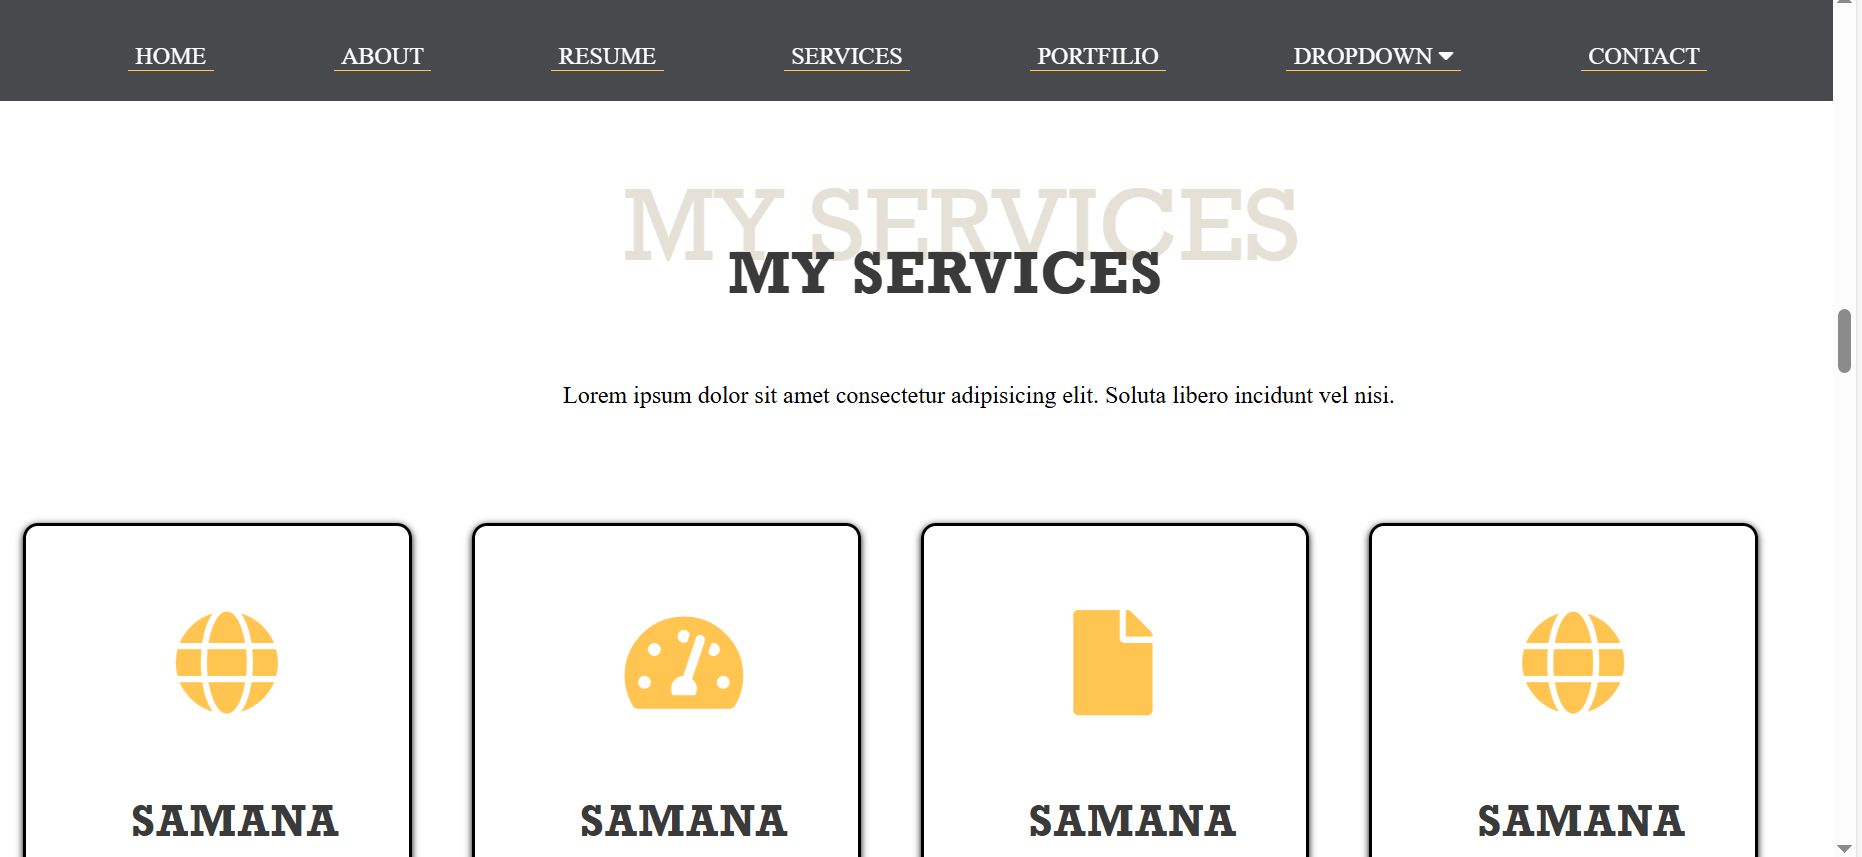 HOME ABOUT RESUME SERVICES PORTFILIO DROPDOWN CONTACT
MY SERVICES
MY SERVICES
Lorem ipsum dolor sit amet consectetur adipisicing elit. Soluta libero incidunt vel nisi.
SAMANA SAMANA SAMANA SAMANA